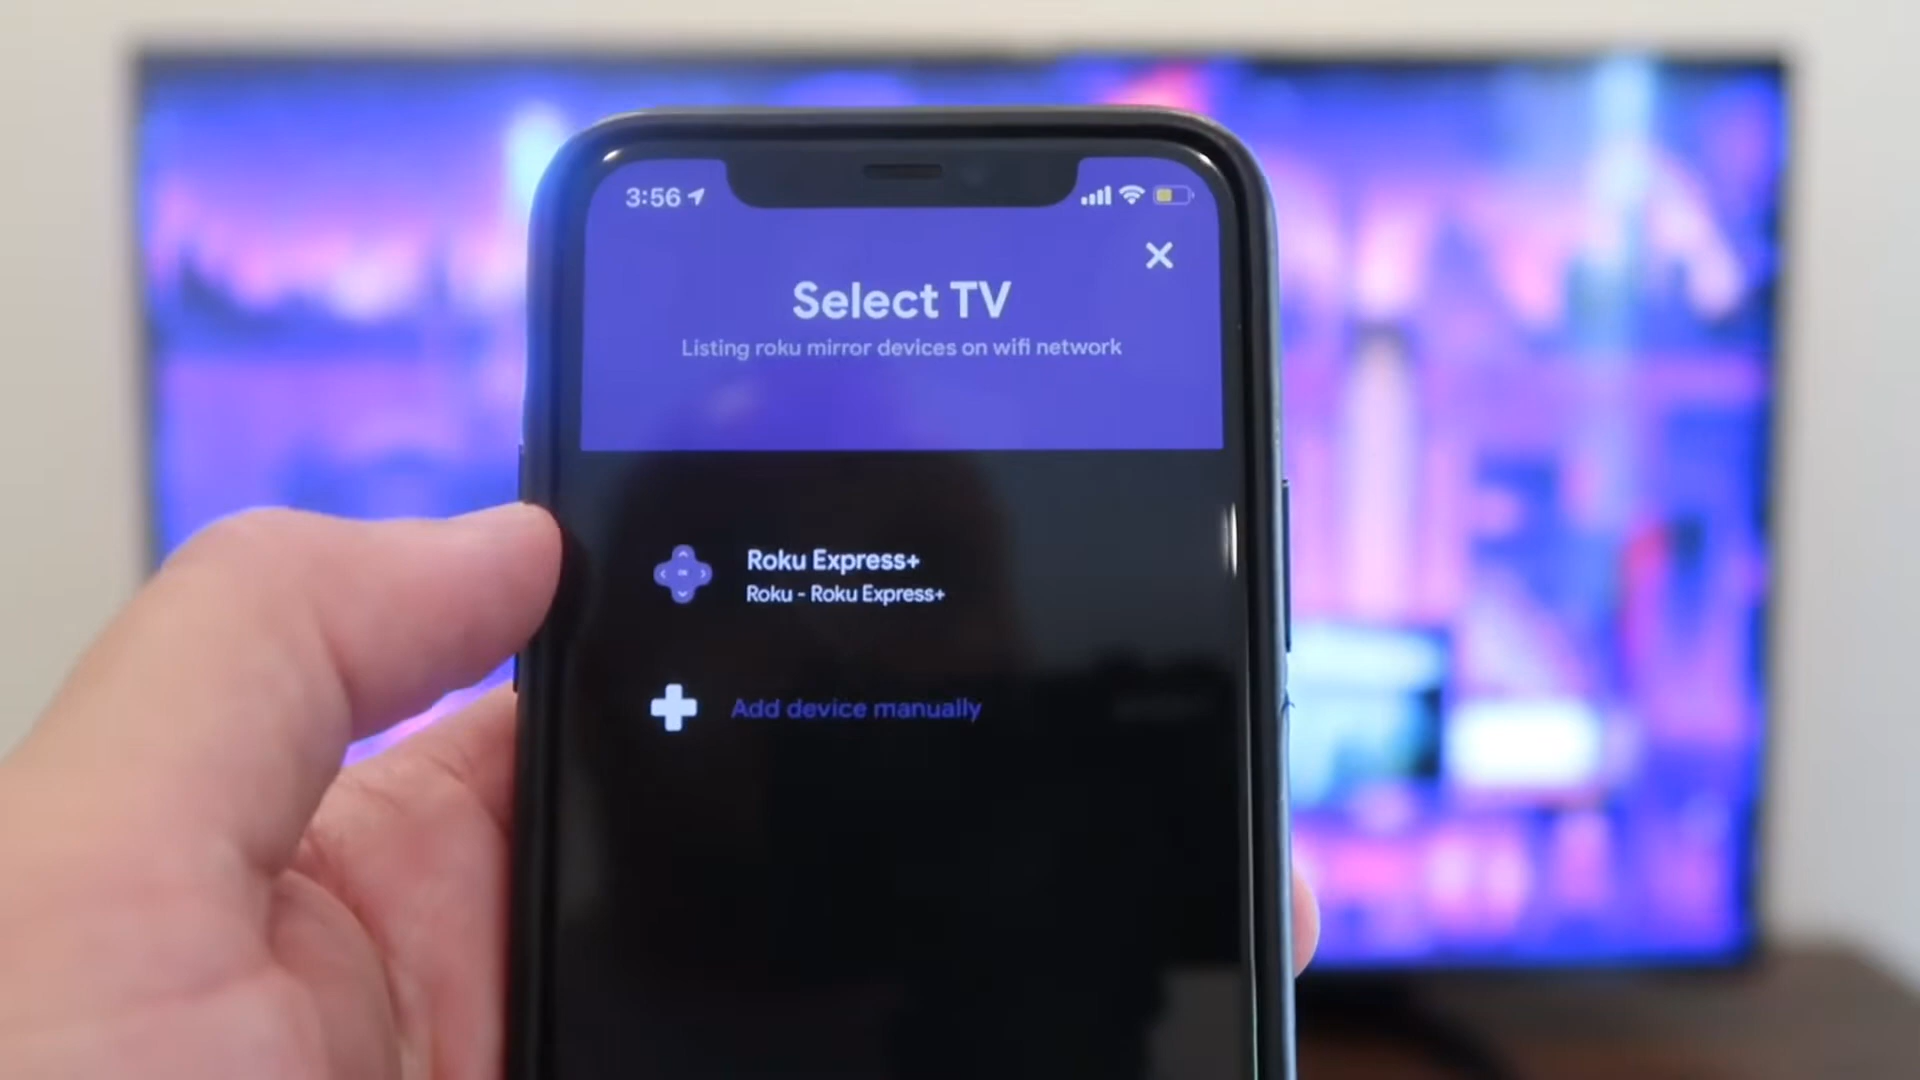 3:56
Select TV
Listing roku mirror devices on wifi network
Roku Express+
Roku - Roku Express+
Add device manually